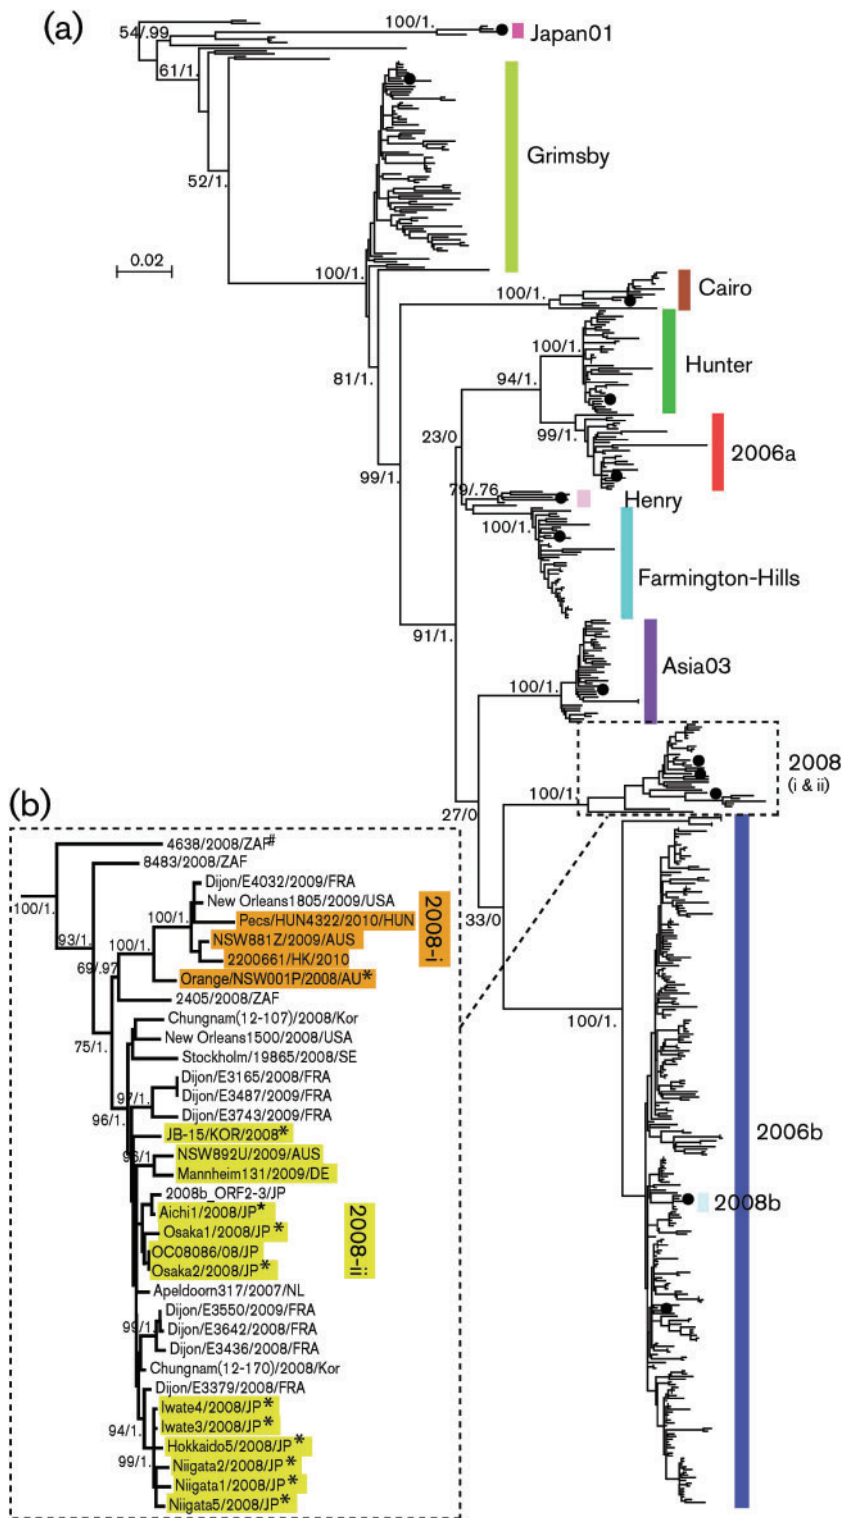 (a)
54/.99
100/1.
Japan01
61/1.
Grimsby
52/1.
0.02
100/1.
100/1.
Cairo
100/1.
Hunter
81/1.
94/1.
23/0
99/1.
2006a
99/1.
79/.76
Henry
100/1.
Farmington-Hills
91/1.
Asia03
100/1.
2008
(i & ii)
100/1.
27/0
33/0
100/1.
2006b
2008b
(b)
4638/2008/ZAF#
8483/2008/ZAF
Dijon/E4032/2009/FRA
100/1.
New Orleans1805/2009/USA
100/1.
Pecs/HUN4322/2010/HUN
93/1.
100/1.
NSW881Z/2009/AUS
2008-i
69/.97
2200661/HK/2010
Orange/NSW001P/2008/AU*
2405/2008/ZAF
Chungnam(12-107)/2008/Kor
New Orleans1500/2008/USA
75/1.
Stockholm/19865/2008/SE
Dijon/E3165/2008/FRA
97/1.
Dijon/E3487/2009/FRA
96/1.
Dijon/E3743/2009/FRA
JB-15/KOR/2008*
NSW892U/2009/AUS
Mannheim131/2009/DE
2008b_ORF2-3/JP
Aichi1/2008/JP*
Osaka1/2008/JP*
2008-ii
OC08086/08/JP
Osaka2/2008/JP*
Apeldoorn317/2007/NL
Dijon/E3550/2009/FRA
99/1.
Dijon/E3642/2008/FRA
Dijon/E3436/2008/FRA
Chungnam(12-170)/2008/Kor
Dijon/E3379/2008/FRA
Iwate4/2008/JP*
94/1.
Iwate3/2008/JP*
Hokkaido5/2008/JP*
99/1.
Niigata2/2008/JP*
Niigata1/2008/JP*
Niigata5/2008/JP*